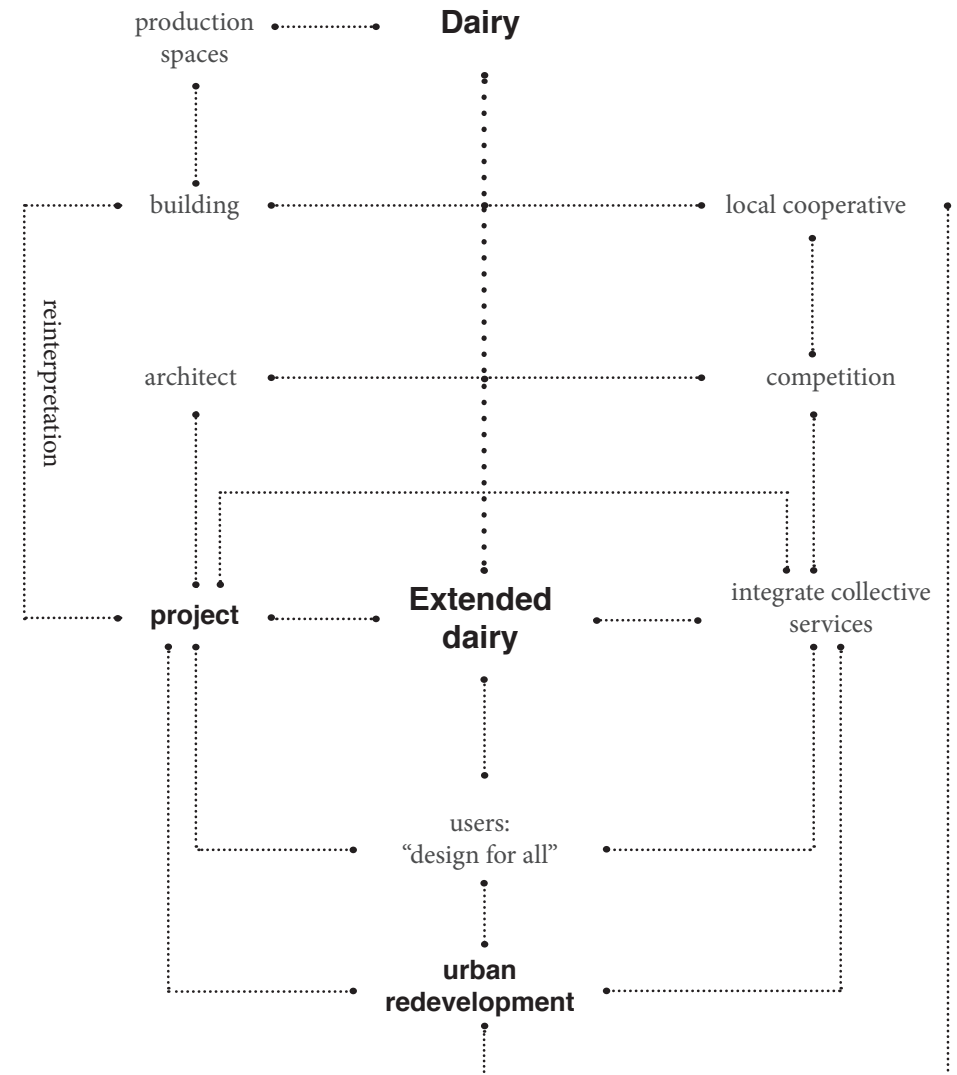 production
spaces
Dairy
building
local cooperative
reinterpretation
architect
competition
project
Extended
dairy
integrate collective
services
users:
“design for all”
urban
redevelopment